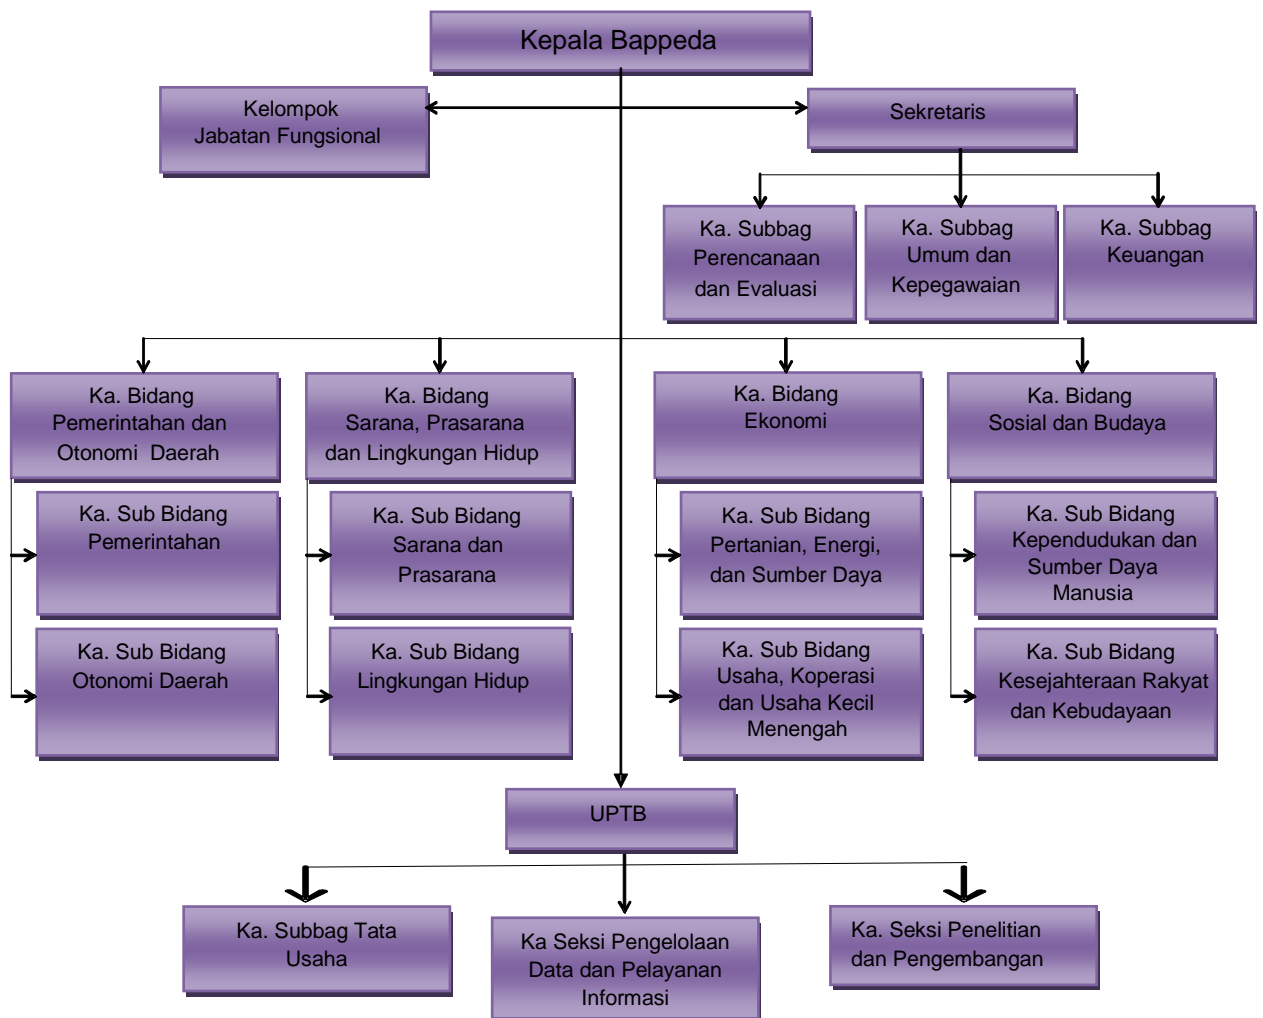 Kepala Bappeda
Kelompok
Jabatan Fungsional
Sekretaris
Ka. Subbag
Perencanaan
dan Evaluasi
Ka. Subbag
Umum dan
Kepegawaian
Ka. Subbag
Keuangan
Ka. Bidang
Pemerintahan dan
Otonomi Daerah
Ka. Bidang
Sarana, Prasarana
dan Lingkungan Hidup
Ka. Bidang
Ekonomi
Ka. Bidang
Sosial dan Budaya
Ka. Sub Bidang
Pemerintahan
Ka. Sub Bidang
Sarana dan
Prasarana
Ka. Sub Bidang
Pertanian, Energi,
dan Sumber Daya
Ka. Sub Bidang
Kependudukan dan
Sumber Daya
Manusia
Ka. Sub Bidang
Otonomi Daerah
Ka. Sub Bidang
Lingkungan Hidup
Ka. Sub Bidang
Usaha, Koperasi
dan Usaha Kecil
Menengah
Ka. Sub Bidang
Kesejahteraan Rakyat
dan Kebudayaan
UPTB
Ka. Subbag Tata
Usaha
Ka Seksi Pengelolaan
Data dan Pelayanan
Informasi
Ka. Seksi Penelitian
dan Pengembangan